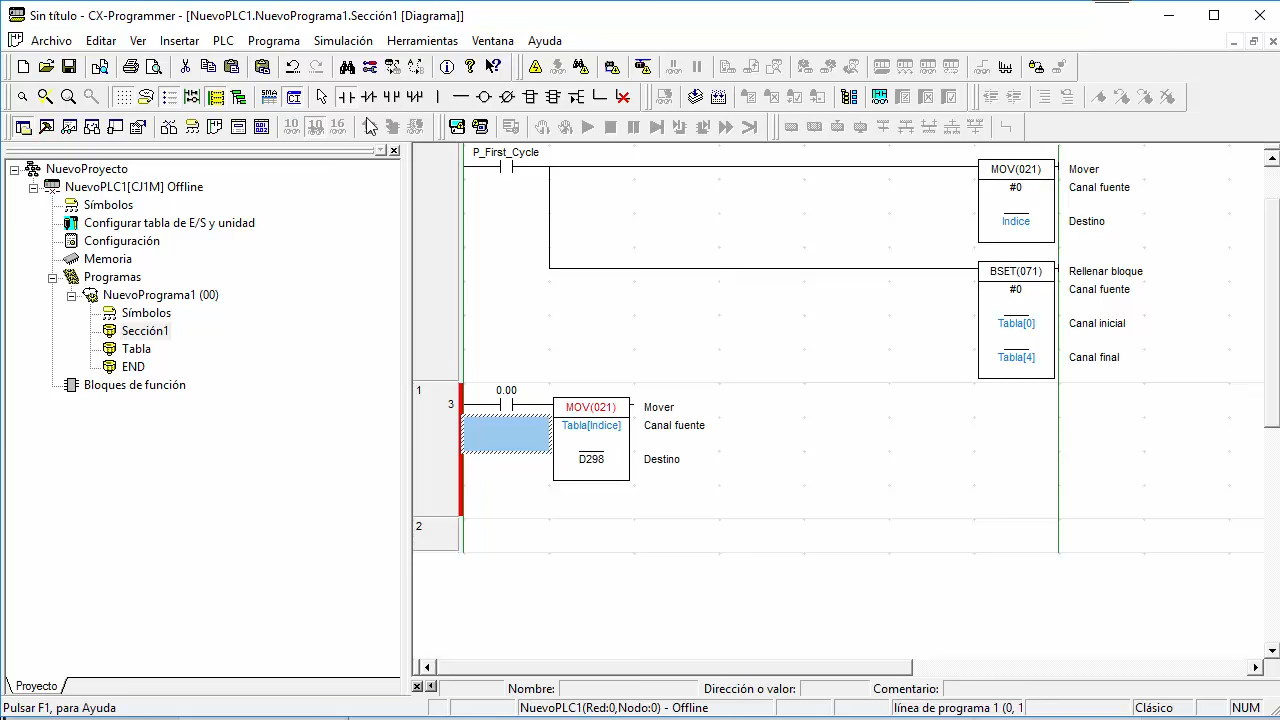 Sin título - CX-Programmer - [NuevoPLC1.NuevoPrograma1.Sección1 [Diagrama]]
Archivo Editar Ver Insertar PLC Programa Simulación Herramientas Ventana Ayuda
10 10 16
NuevoProyecto
NuevoPLC1[CJ1M] Offline
Símbolos
Configurar tabla de E/S y unidad
Configuración
Memoria
Programas
NuevoPrograma1 (00)
Símbolos
Sección1
Tabla
END
Bloques de función
Proyecto
P_First_Cycle
MOV(021) Mover
#0 Canal fuente
Indice Destino
BSET(071) Rellenar bloque
#0 Canal fuente
Tabla[0] Canal inicial
Tabla[4] Canal final
1
3
0.00
MOV(021) Mover
Tabla[Indice] Canal fuente
D298 Destino
2
Nombre: Dirección o valor: Comentario:
Pulsar F1, para Ayuda NuevoPLC1(Red:0,Nodo:0) - Offline línea de programa 1 (0, 1 Clásico NUM